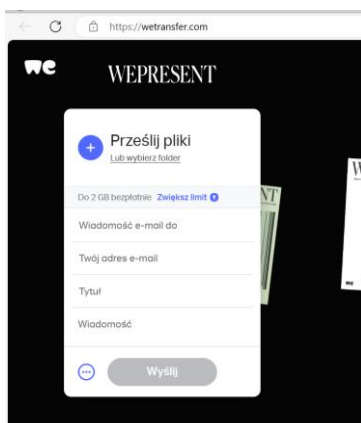 https://wetransfer.com
we
WEPRESENT
Prześlij pliki
Lub wybierz folder
Do 2 GB bezpłatnie Zwiększ limit
Wiadomość e-mail do
Twój adres e-mail
Tytuł
Wiadomość
Wyślij